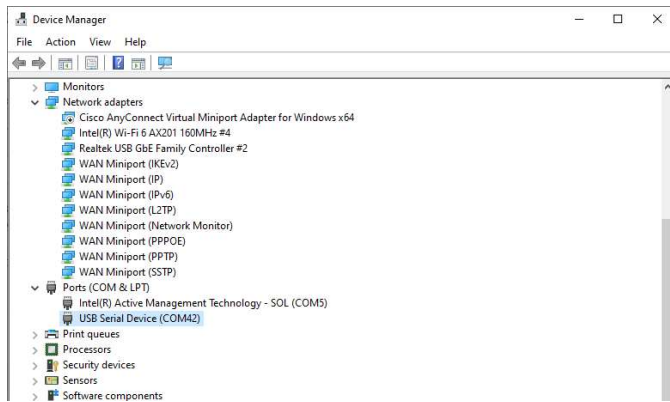 Device Manager
File Action View Help
Monitors
Network adapters
Cisco AnyConnect Virtual Miniport Adapter for Windows x64
Intel(R) Wi-Fi 6 AX201 160MHz #4
Realtek USB GbE Family Controller #2
WAN Miniport (IKEv2)
WAN Miniport (IP)
WAN Miniport (IPv6)
WAN Miniport (L2TP)
WAN Miniport (Network Monitor)
WAN Miniport (PPPOE)
WAN Miniport (PPTP)
WAN Miniport (SSTP)
Ports (COM & LPT)
Intel(R) Active Management Technology - SOL (COM5)
USB Serial Device (COM42)
Print queues
Processors
Security devices
Sensors
Software components